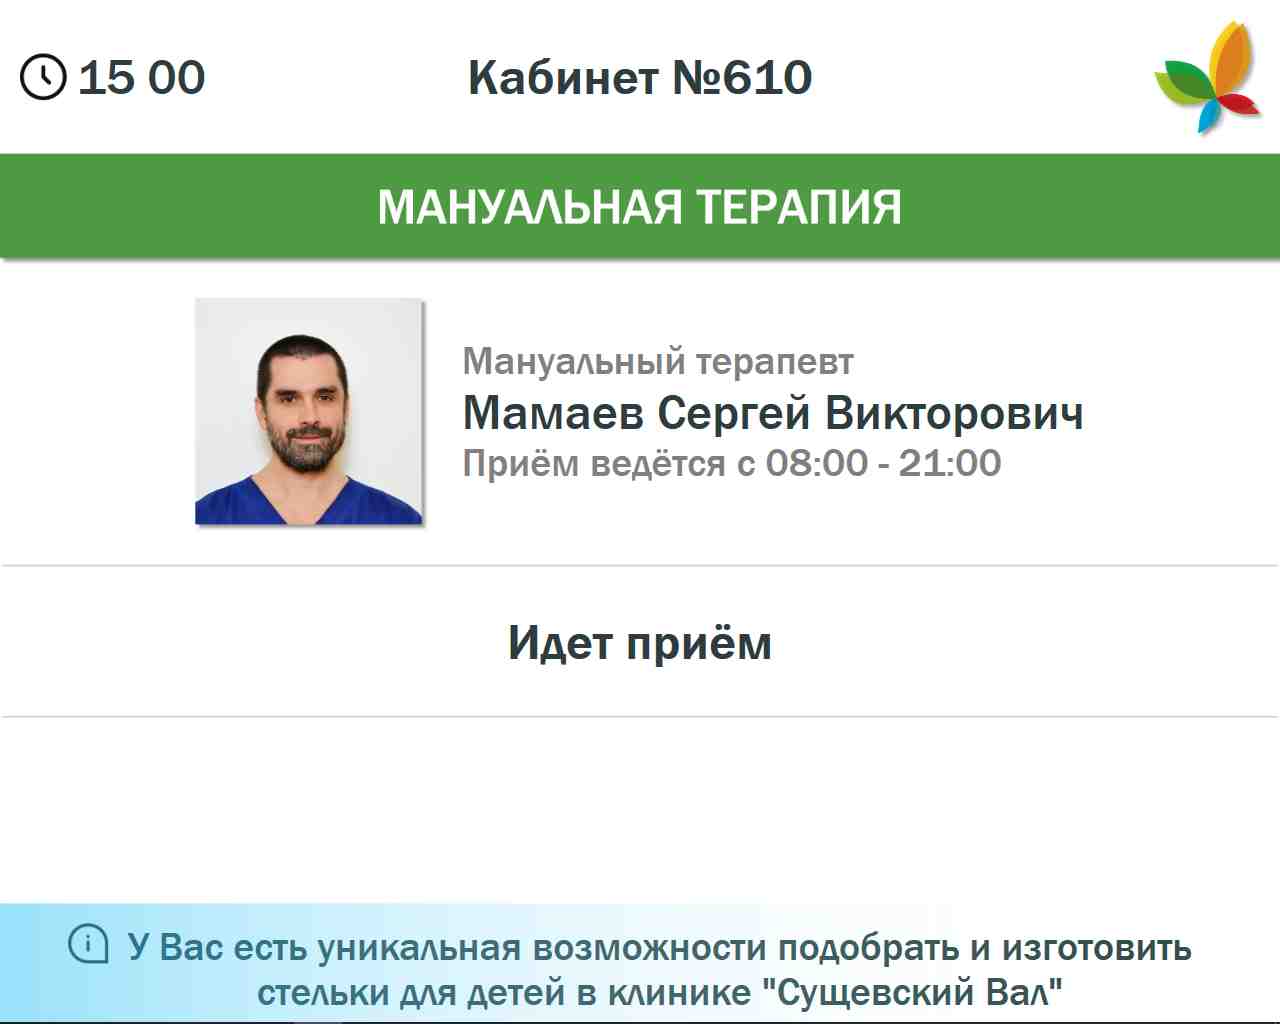 15 00
Кабинет №610
МАНУАЛЬНАЯ ТЕРАПИЯ
Мануальный терапевт
Мамаев Сергей Викторович
Приём ведётся с 08:00 - 21:00
Идет приём
У Вас есть уникальная возможности подобрать и изготовить
стельки для детей в клинике "Сущевский Вал"